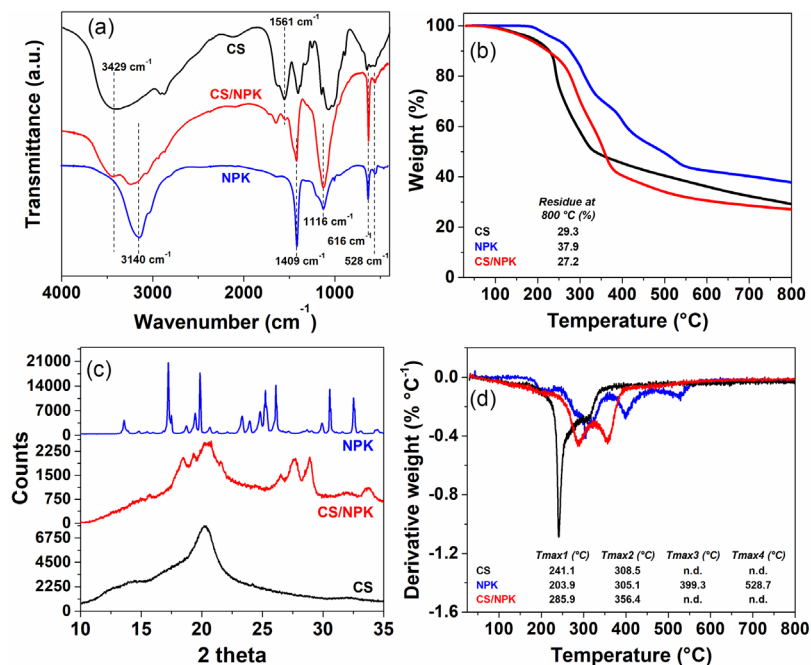 (a)
1561 cm⁻¹
3429 cm⁻¹
CS
CS/NPK
NPK
1116 cm⁻¹
616 cm⁻¹
3140 cm⁻¹
1409 cm⁻¹
528 cm⁻¹
Transmittance (a.u.)
4000 3000 2000 1000
Wavenumber (cm⁻¹)
(b)
100
80
60
40
20
0
Weight (%)
Residue at
800 °C (%)
CS 29.3
NPK 37.9
CS/NPK 27.2
0 100 200 300 400 500 600 700 800
Temperature (°C)
(c)
21000
14000
7000
0
NPK
2250
1500
750
0
CS/NPK
6750
4500
2250
0
CS
Counts
10 15 20 25 30 35
2 theta
(d)
0.0
-0.4
-0.8
-1.2
-1.6
Derivative weight (% °C⁻¹)
Tmax1 (°C) Tmax2 (°C) Tmax3 (°C) Tmax4 (°C)
CS 241.1 308.5 n.d. n.d.
NPK 203.9 305.1 399.3 528.7
CS/NPK 285.9 356.4 n.d. n.d.
100 200 300 400 500 600 700 800
Temperature (°C)